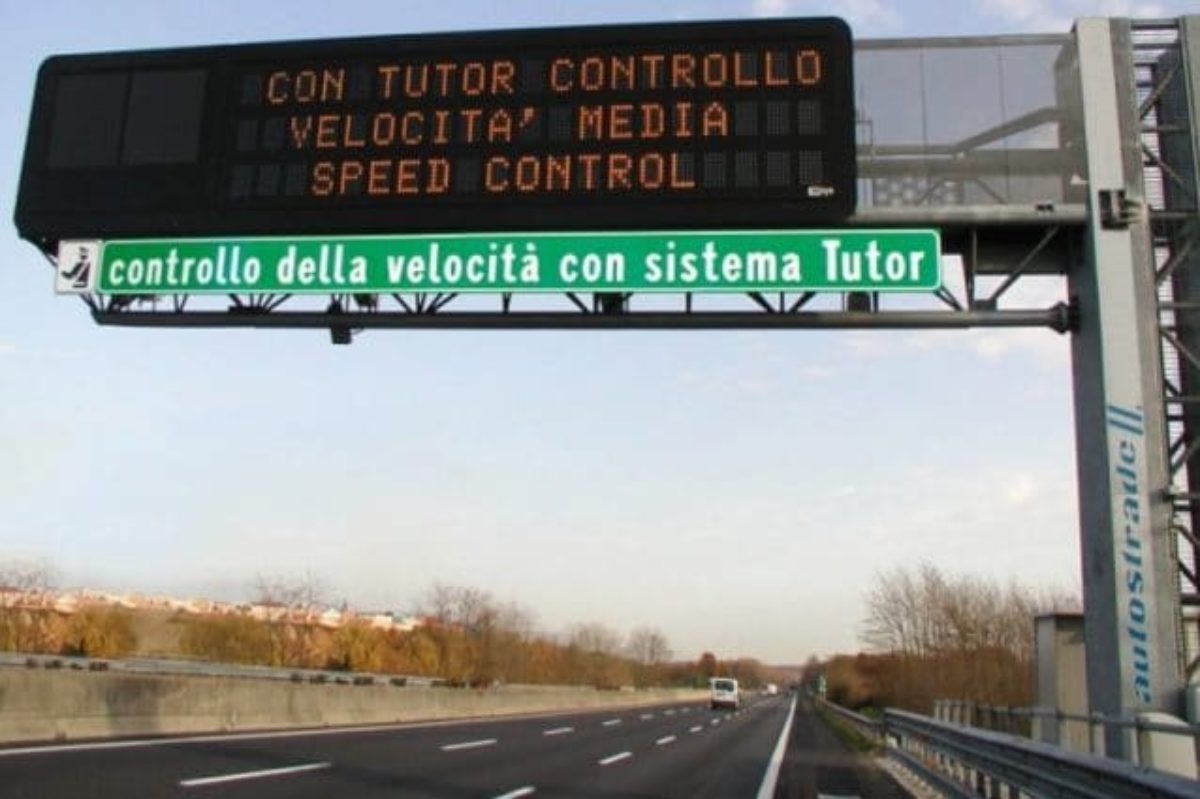 CON TUTOR CONTROLLO
VELOCITA' MEDIA
SPEED CONTROL
controllo della velocità con sistema Tutor
autostrade